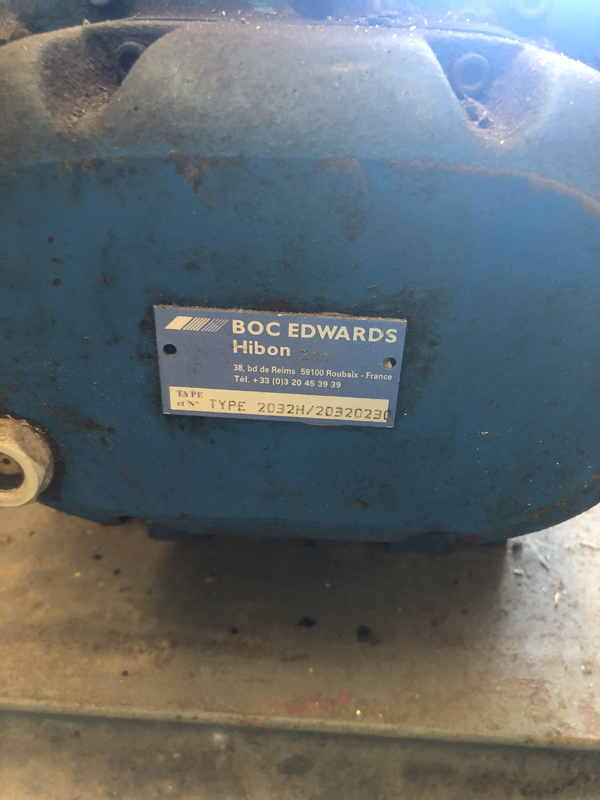 BOC EDWARDS
Hibon
38, bd de Reims 59100 Roubaix - France
Tél. +33 (0)3 20 45 39 39
TYPE
et N° TYPE 2032H/20320230